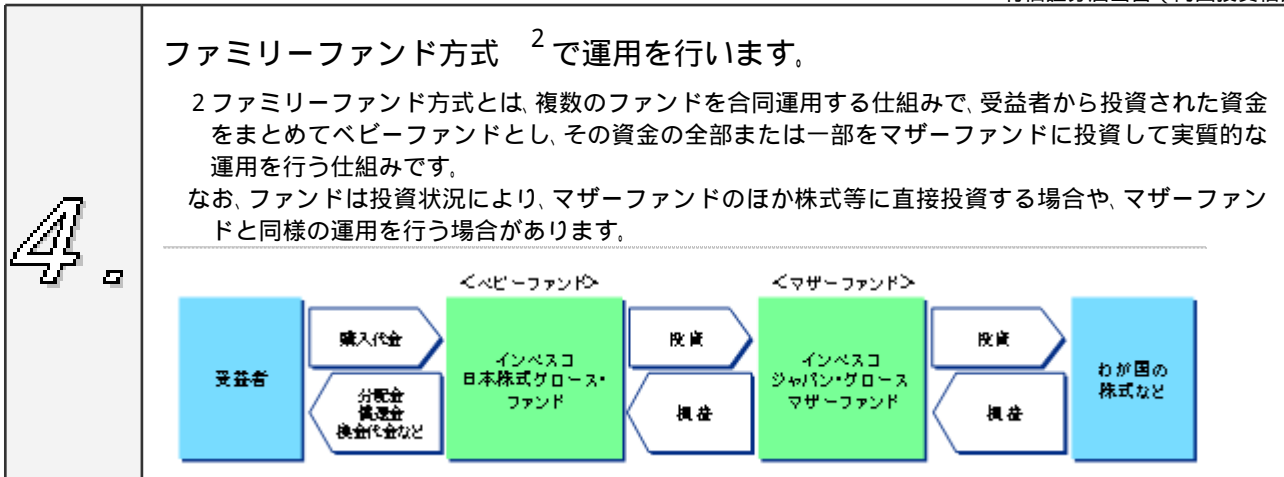 ファミリーファンド方式 2で運用を行います。
2ファミリーファンド方式とは、複数のファンドを合同運用する仕組みで、受益者から投資された資金
をまとめてベビーファンドとし、その資金の全部または一部をマザーファンドに投資して実質的な
運用を行う仕組みです。
なお、ファンドは投資状況により、マザーファンドのほか株式等に直接投資する場合や、マザーファン
ドと同様の運用を行う場合があります。
4.
<ベビーファンド>
<マザーファンド>
受益者
購入代金
分配金
償還金
換金代金など
インベスコ
日本株式グロース・
ファンド
投資
損益
インベスコ
ジャパン・グロース
マザーファンド
投資
損益
わが国の
株式など